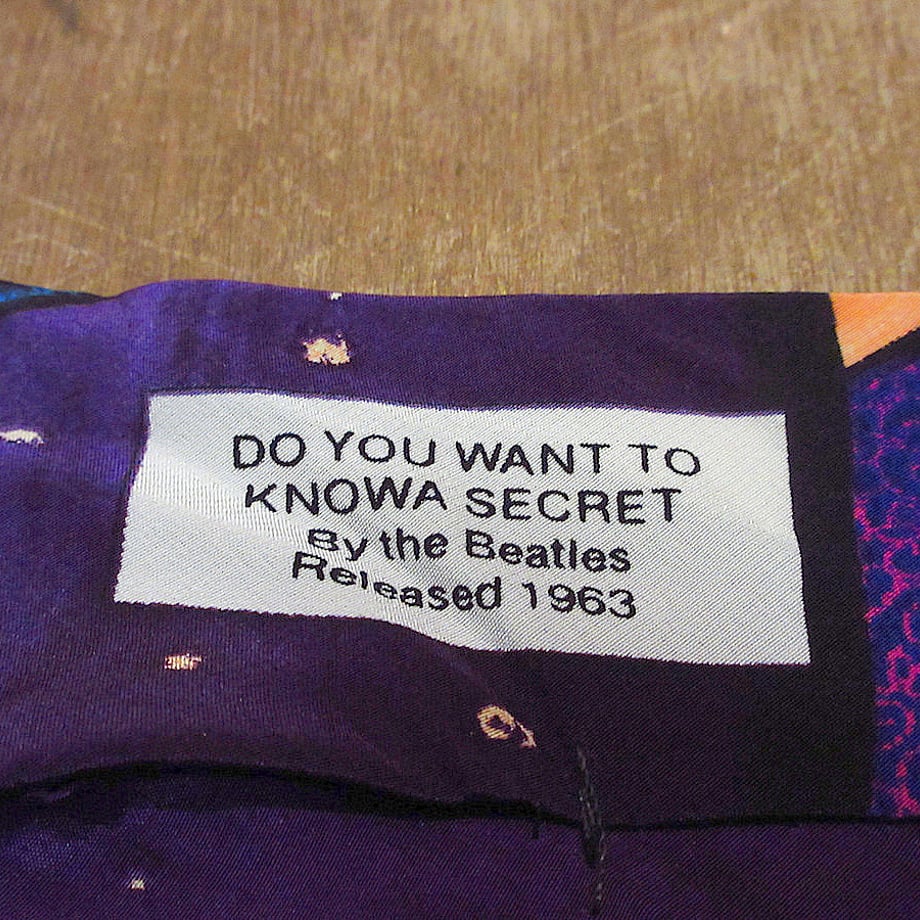 DO YOU WANT TO
KNOWA SECRET
By the Beatles
Released 1963